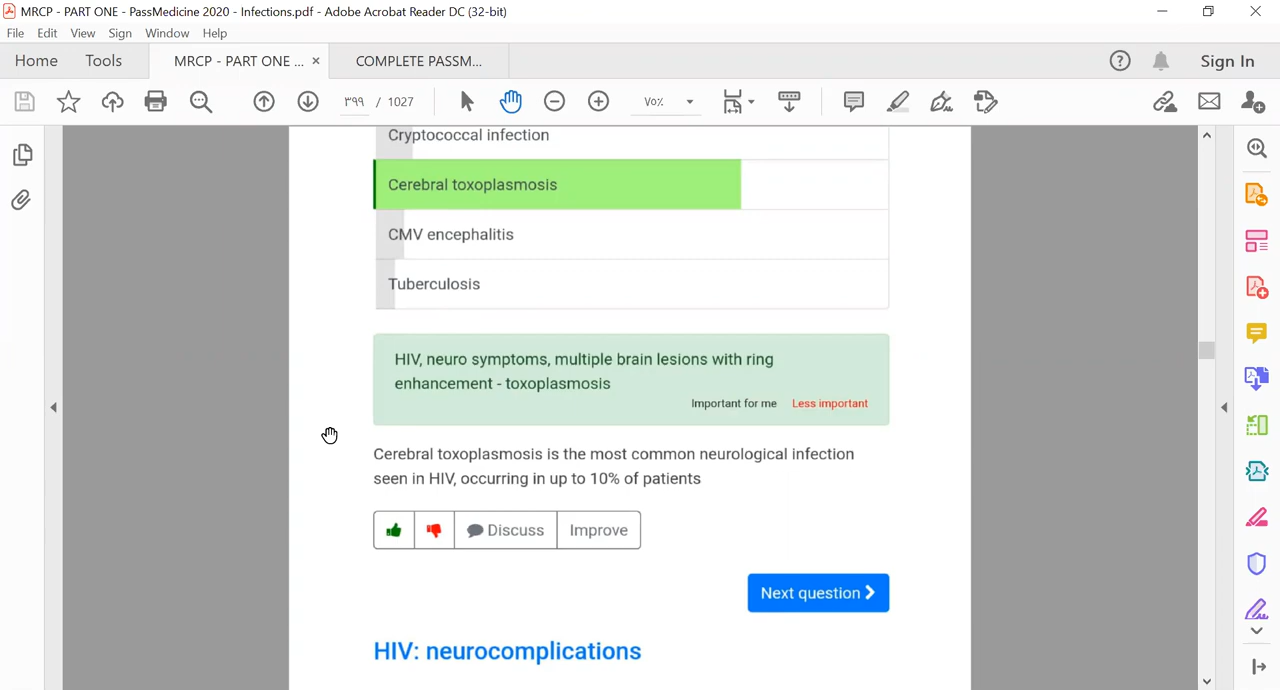 MRCP - PART ONE - PassMedicine 2020 - Infections.pdf - Adobe Acrobat Reader DC (32-bit)
File Edit View Sign Window Help
Home Tools MRCP - PART ONE ... × COMPLETE PASSM... Sign In
٣٩٩ / 1027 ٧٥٪
Cryptococcal infection
Cerebral toxoplasmosis
CMV encephalitis
Tuberculosis
HIV, neuro symptoms, multiple brain lesions with ring
enhancement - toxoplasmosis
Important for me Less important
Cerebral toxoplasmosis is the most common neurological infection
seen in HIV, occurring in up to 10% of patients
Discuss Improve
Next question
HIV: neurocomplications